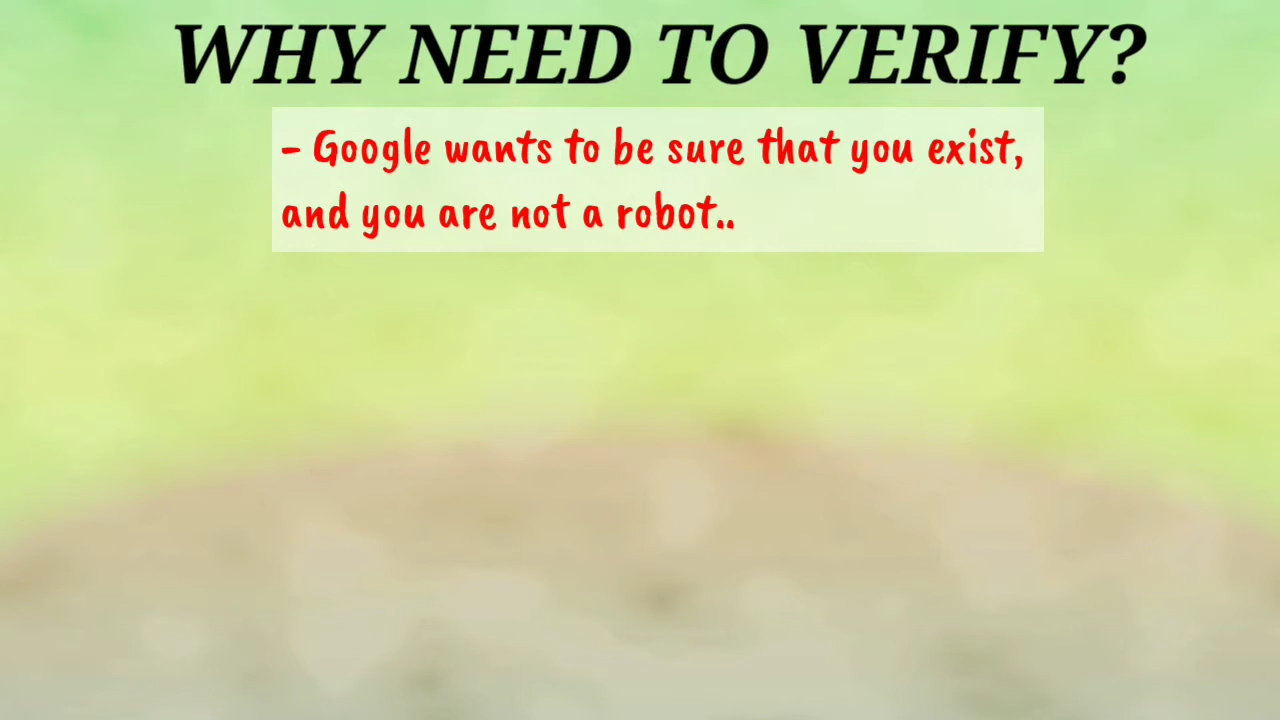 WHY NEED TO VERIFY?
- Google wants to be sure that you exist,
and you are not a robot..